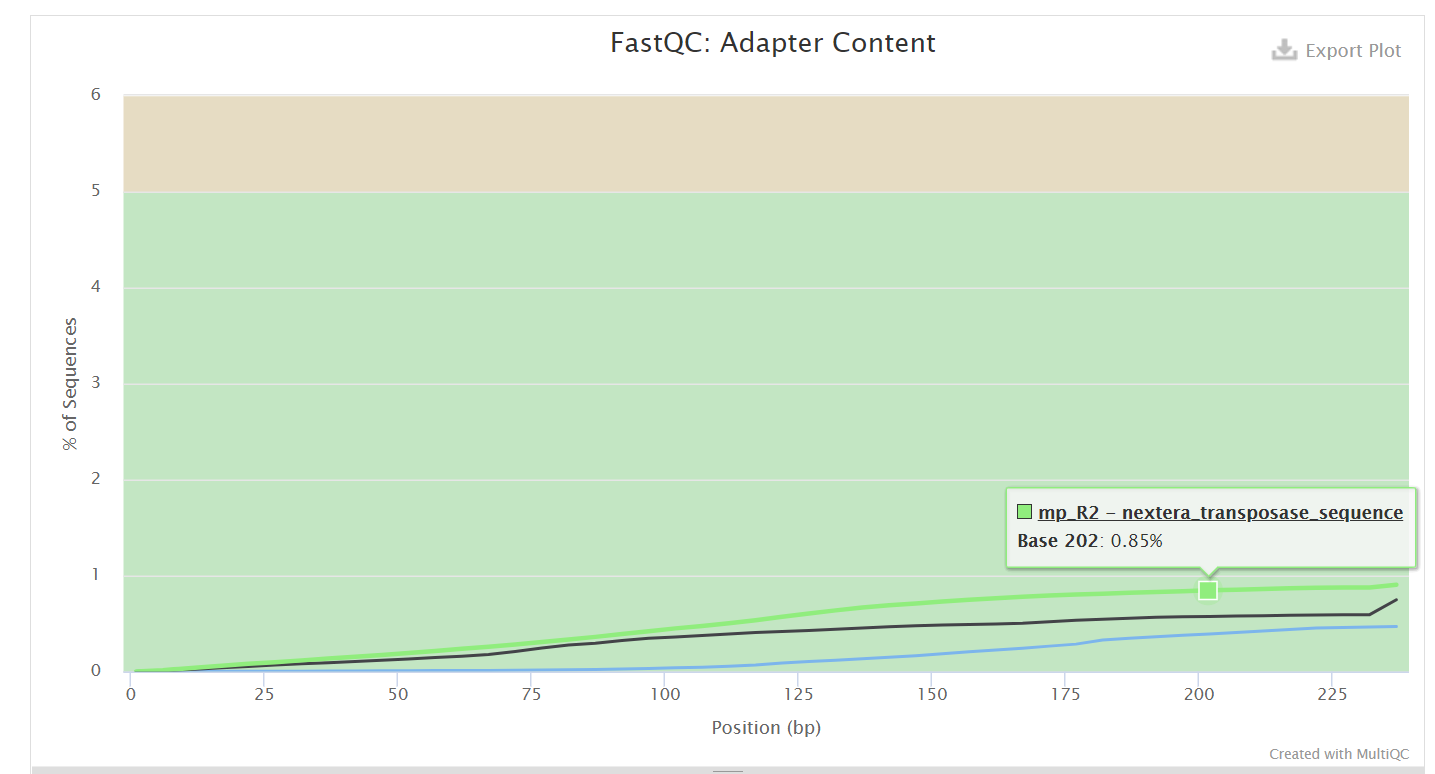 FastQC: Adapter Content
Export Plot
6
5
4
3
2
1
0
% of Sequences
mp_R2 - nextera_transposase_sequence
Base 202: 0.85%
0 25 50 75 100 125 150 175 200 225
Position (bp)
Created with MultiQC